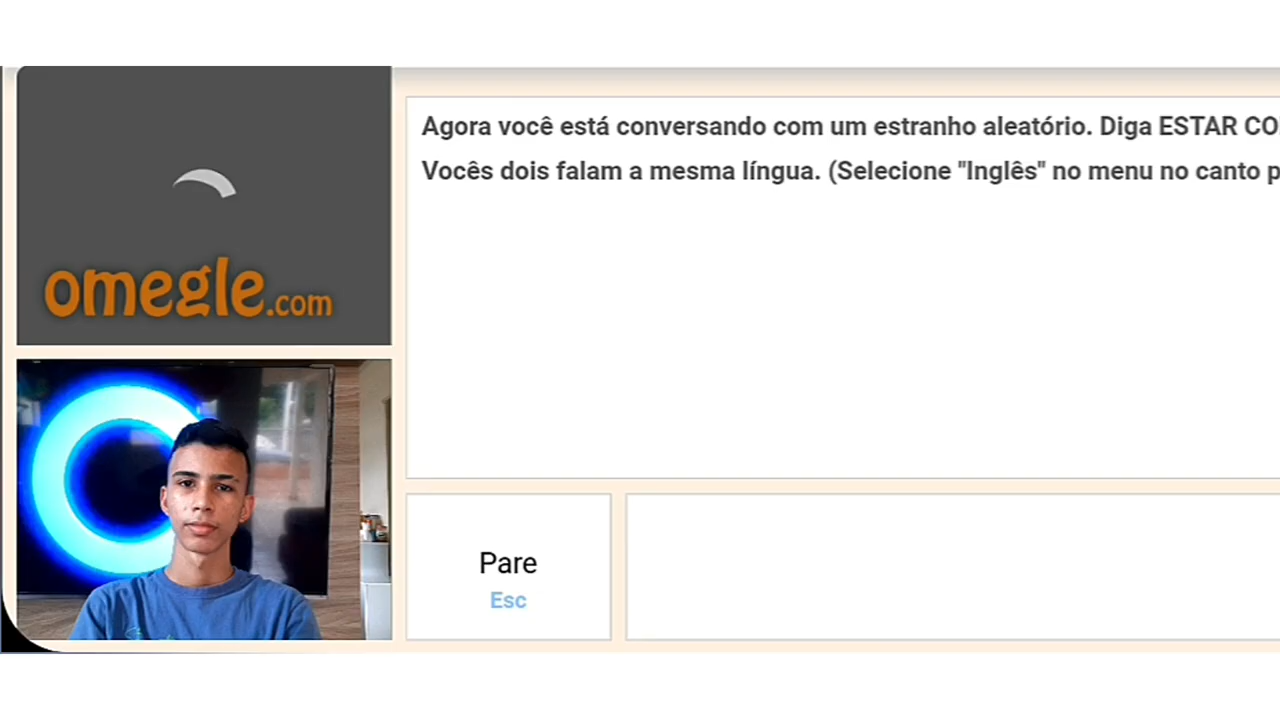 Agora você está conversando com um estranho aleatório. Diga ESTAR
Vocês dois falam a mesma língua. (Selecione "Inglês" no menu no canto
omegle.com
Pare
Esc